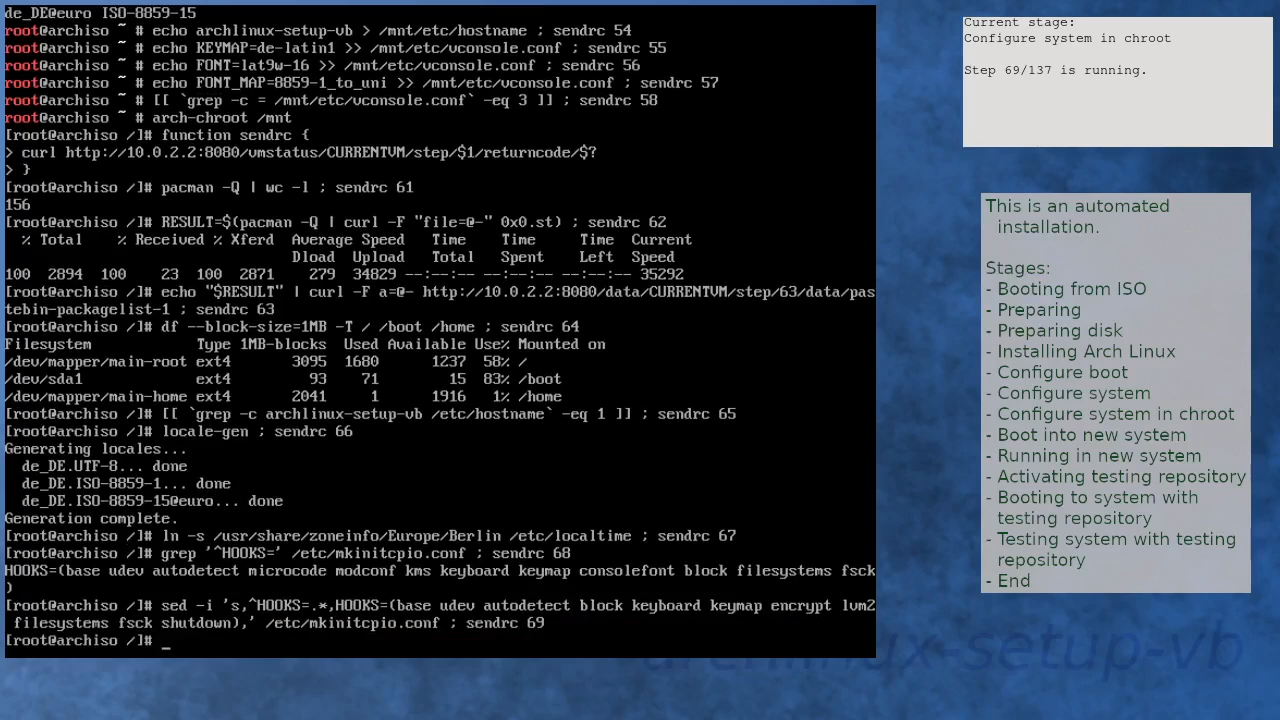 de_DE@euro ISO-8859-15
root@archiso ~ # echo archlinux-setup-vb > /mnt/etc/hostname ; sendrc 54
root@archiso ~ # echo KEYMAP=de-latin1 >> /mnt/etc/vconsole.conf ; sendrc 55
root@archiso ~ # echo FONT=lat9w-16 >> /mnt/etc/vconsole.conf ; sendrc 56
root@archiso ~ # echo FONT_MAP=8859-1_to_uni >> /mnt/etc/vconsole.conf ; sendrc 57
root@archiso ~ # [[ `grep -c = /mnt/etc/vconsole.conf` -eq 3 ]] ; sendrc 58
root@archiso ~ # arch-chroot /mnt
[root@archiso /]# function sendrc {
> curl http://10.0.2.2:8080/vmstatus/CURRENTVM/step/$1/returncode/$?
> }
[root@archiso /]# pacman -Q | wc -l ; sendrc 61
156
[root@archiso /]# RESULT=$(pacman -Q | curl -F "file=@-" 0x0.st) ; sendrc 62
  % Total    % Received % Xferd  Average Speed   Time    Time     Time  Current
                                 Dload  Upload   Total   Spent    Left  Speed
100  2894  100    23  100  2871    279  34829 --:--:-- --:--:-- --:--:-- 35292
[root@archiso /]# echo "$RESULT" | curl -F a=@- http://10.0.2.2:8080/data/CURRENTVM/step/63/data/pas
tebin-packagelist-1 ; sendrc 63
[root@archiso /]# df --block-size=1MB -T / /boot /home ; sendrc 64
Filesystem            Type 1MB-blocks  Used Available Use% Mounted on
/dev/mapper/main-root ext4       3095  1680      1237  58% /
/dev/sda1             ext4         93    71        15  83% /boot
/dev/mapper/main-home ext4       2041     1      1916   1% /home
[root@archiso /]# [[ `grep -c archlinux-setup-vb /etc/hostname` -eq 1 ]] ; sendrc 65
[root@archiso /]# locale-gen ; sendrc 66
Generating locales...
  de_DE.UTF-8... done
  de_DE.ISO-8859-1... done
  de_DE.ISO-8859-15@euro... done
Generation complete.
[root@archiso /]# ln -s /usr/share/zoneinfo/Europe/Berlin /etc/localtime ; sendrc 67
[root@archiso /]# grep '^HOOKS=' /etc/mkinitcpio.conf ; sendrc 68
HOOKS=(base udev autodetect microcode modconf kms keyboard keymap consolefont block filesystems fsck
)
[root@archiso /]# sed -i 's,^HOOKS=.*,HOOKS=(base udev autodetect block keyboard keymap encrypt lvm2
 filesystems fsck shutdown),' /etc/mkinitcpio.conf ; sendrc 69
[root@archiso /]# _
Current stage:
Configure system in chroot
Step 69/137 is running.
This is an automated
installation.
Stages:
- Booting from ISO
- Preparing
- Preparing disk
- Installing Arch Linux
- Configure boot
- Configure system
- Configure system in chroot
- Boot into new system
- Running in new system
- Activating testing repository
- Booting to system with
testing repository
- Testing system with testing
repository
- End
archlinux-setup-vb